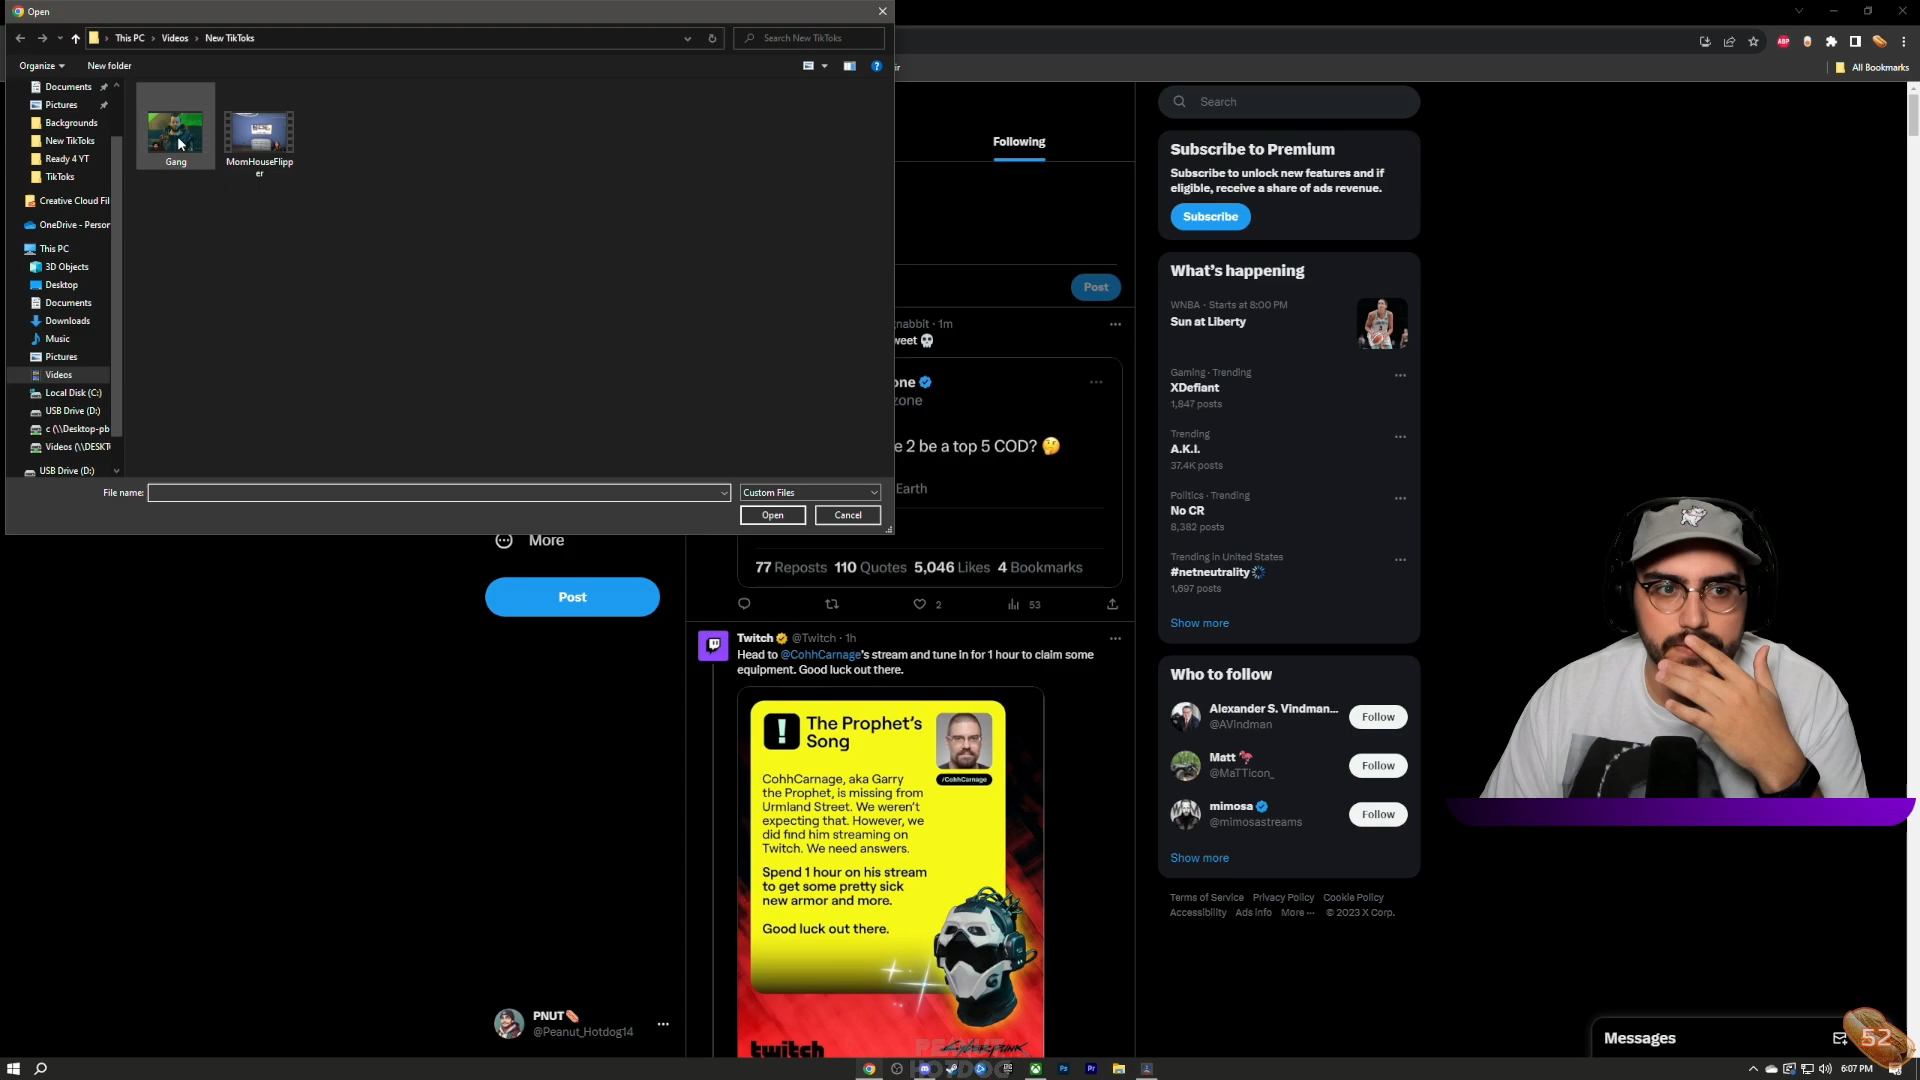 Open
This PC > Videos > New TikToks
Search New TikToks
Organize
New folder
Documents
Pictures
Backgrounds
New TikToks
Ready 4 YT
TikToks
Creative Cloud Fil
OneDrive - Person
This PC
3D Objects
Desktop
Documents
Downloads
Music
Pictures
Videos
Local Disk (C:)
USB Drive (D:)
c (\\Desktop-pb
Videos (\\DESKT
USB Drive (D:)
Gang
MomHouseFlipp
er
File name:
Custom Files
Open
Cancel
ABP
All Bookmarks
ir
More
Post
PNUT🌭
@Peanut_Hotdog14
Following
Post
nabbit · 1m
weet 💀
one
zone
e 2 be a top 5 COD? 🤔
Earth
77 Reposts 110 Quotes 5,046 Likes 4 Bookmarks
2
53
Twitch @Twitch · 1h
Head to @CohhCarnage's stream and tune in for 1 hour to claim some
equipment. Good luck out there.
!
The Prophet's
Song
/CohhCarnage
CohhCarnage, aka Garry
the Prophet, is missing from
Urmland Street. We weren't
expecting that. However, we
did find him streaming on
Twitch. We need answers.
Spend 1 hour on his stream
to get some pretty sick
new armor and more.
Good luck out there.
twitch
PEANUT
HOTDOG
Search
Subscribe to Premium
Subscribe to unlock new features and if
eligible, receive a share of ads revenue.
Subscribe
What's happening
WNBA · Starts at 8:00 PM
Sun at Liberty
Gaming · Trending
XDefiant
1,847 posts
Trending
A.K.I.
37.4K posts
Politics · Trending
No CR
8,382 posts
Trending in United States
#netneutrality
1,697 posts
Show more
Who to follow
Alexander S. Vindman...
@AVindman
Follow
Matt 🦩
@MaTTicon_
Follow
mimosa
@mimosastreams
Follow
Show more
Terms of Service Privacy Policy Cookie Policy
Accessibility Ads info More ··· © 2023 X Corp.
Messages
52
Ps
Pr
6:07 PM